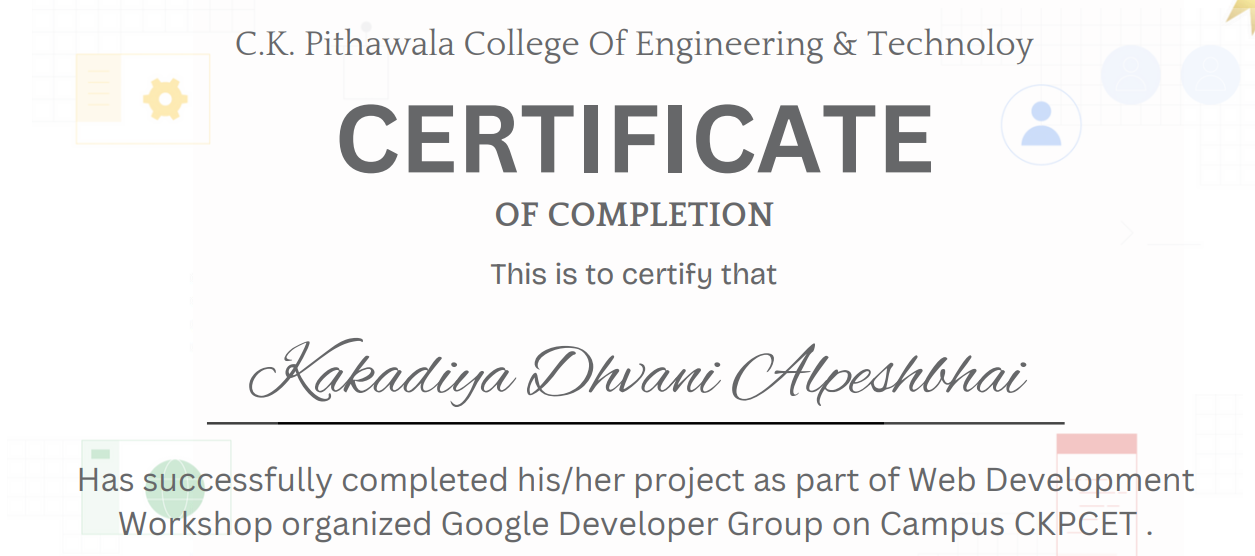 C.K. Pithawala College Of Engineering & Technoloy
CERTIFICATE
OF COMPLETION
This is to certify that
Kakadiya Dhvani Alpeshbhai
Has successfully completed his/her project as part of Web Development
Workshop organized Google Developer Group on Campus CKPCET .